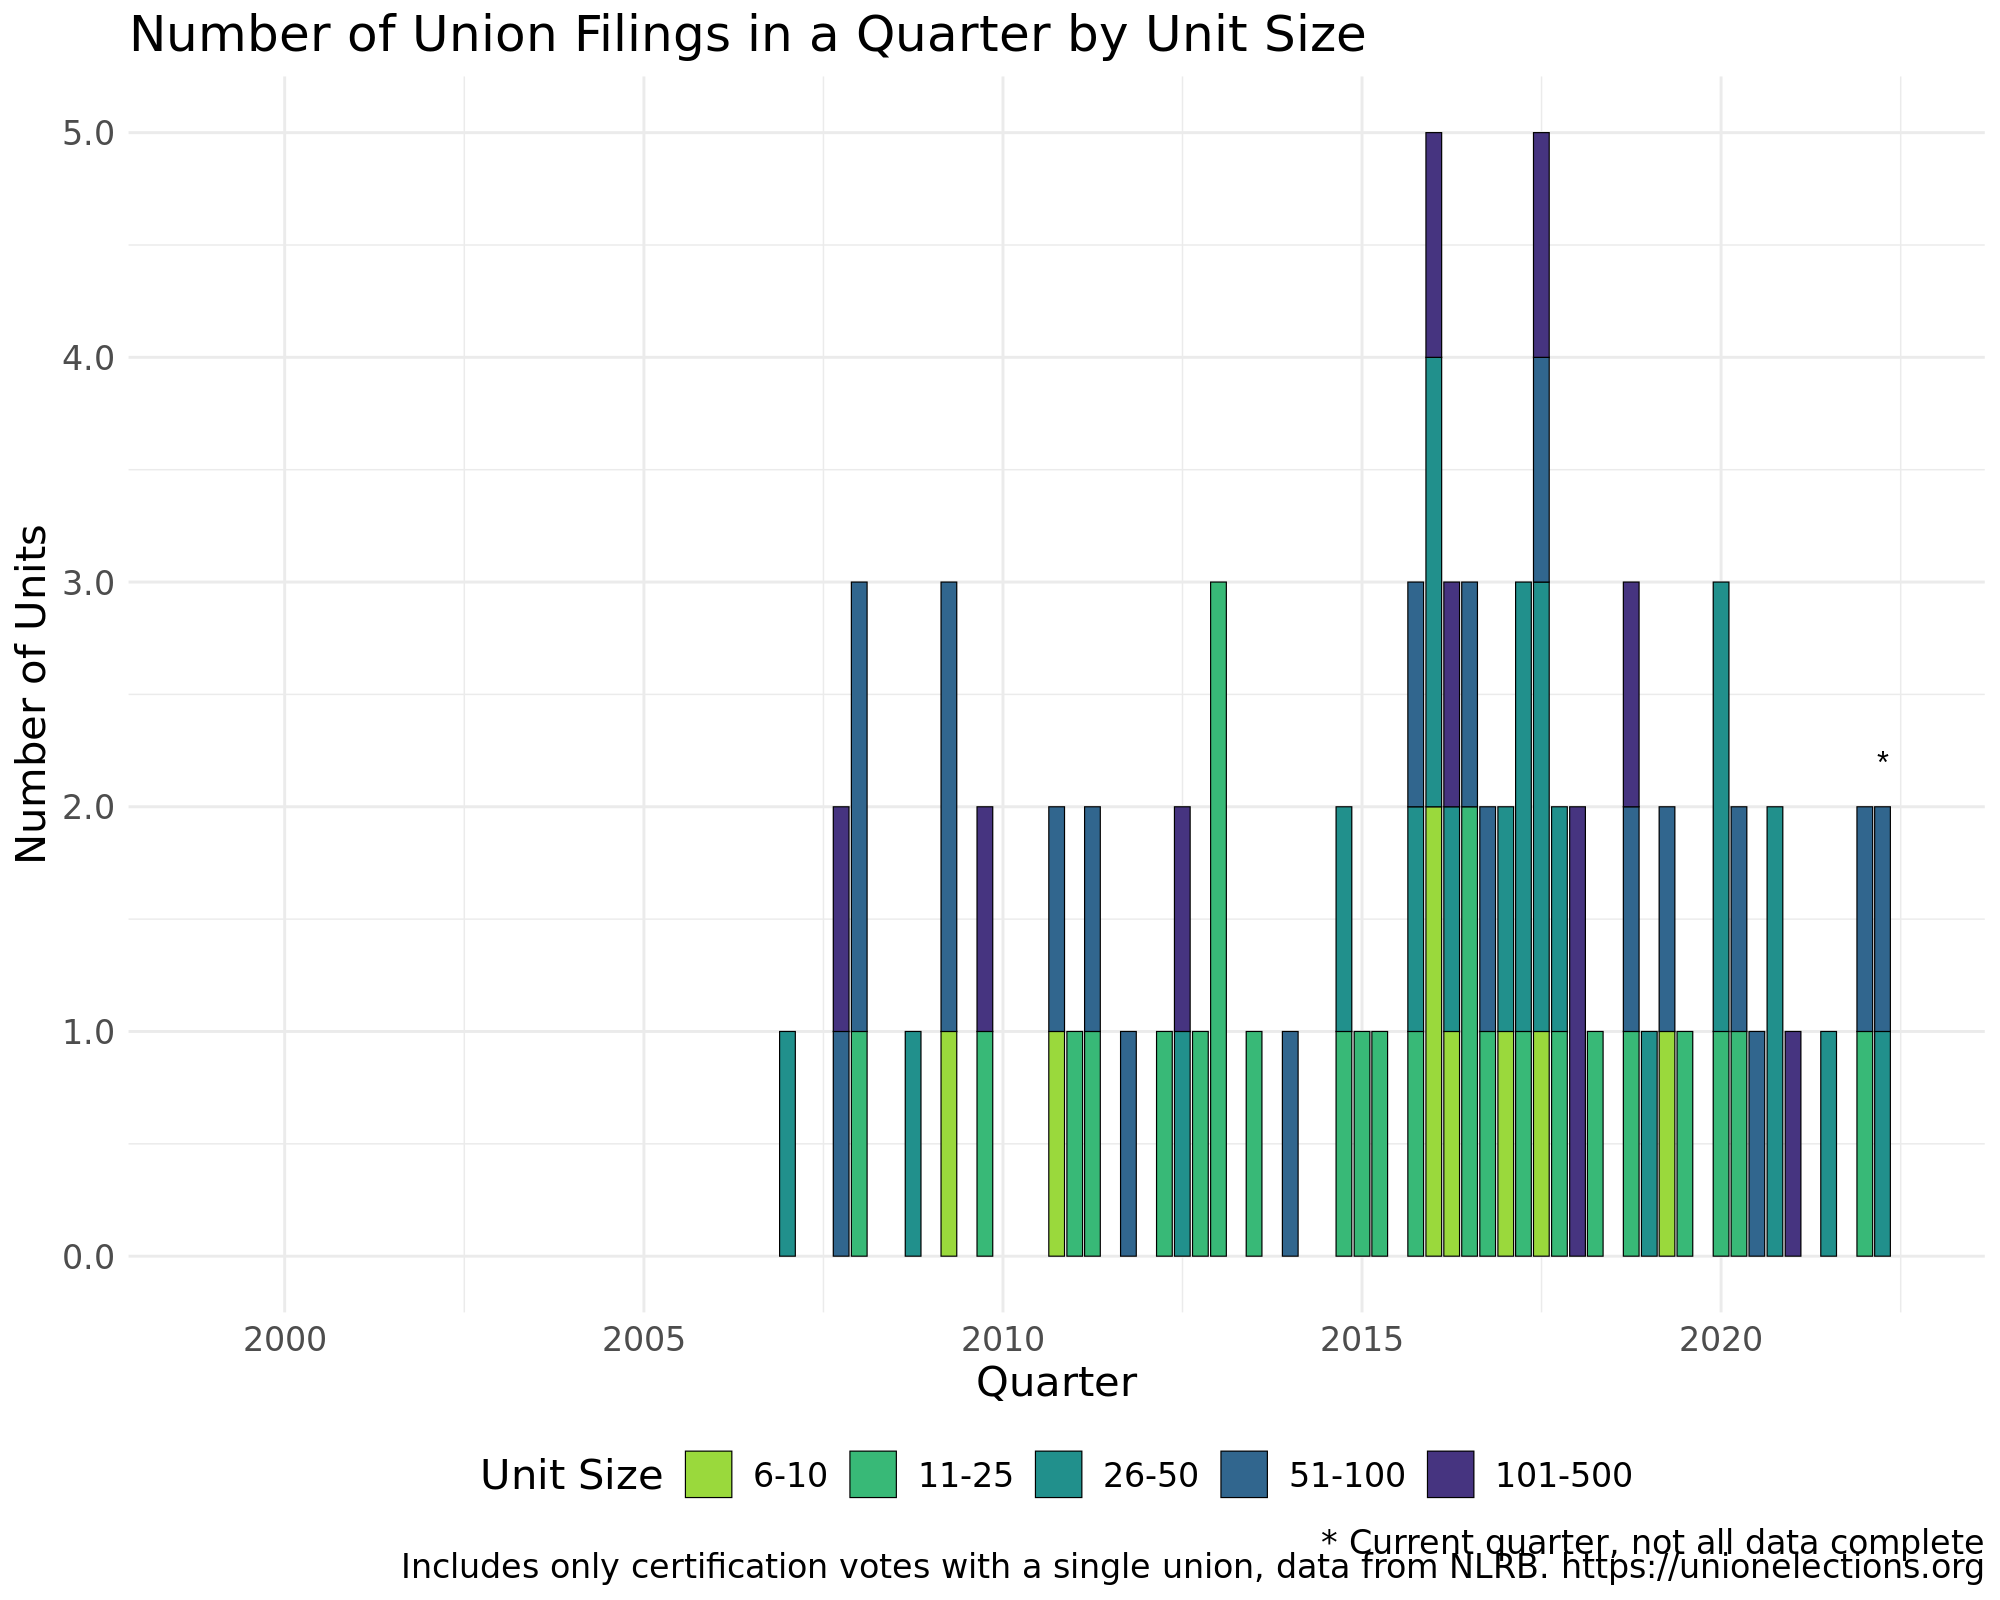 Number of Union Filings in a Quarter by Unit Size
5.0
4.0
3.0
2.0
1.0
0.0
Number of Units
*
2000 2005 2010 2015 2020
Quarter
Unit Size 6-10 11-25 26-50 51-100 101-500
* Current quarter, not all data complete
Includes only certification votes with a single union, data from NLRB. https://unionelections.org